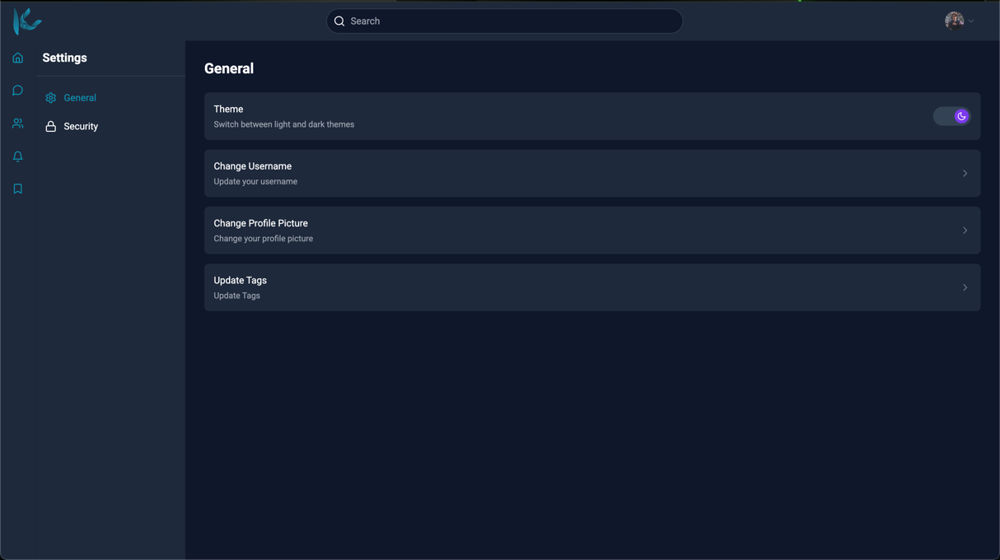 Search
Settings
General
Security
General
Theme
Switch between light and dark themes
Change Username
Update your username
Change Profile Picture
Change your profile picture
Update Tags
Update Tags